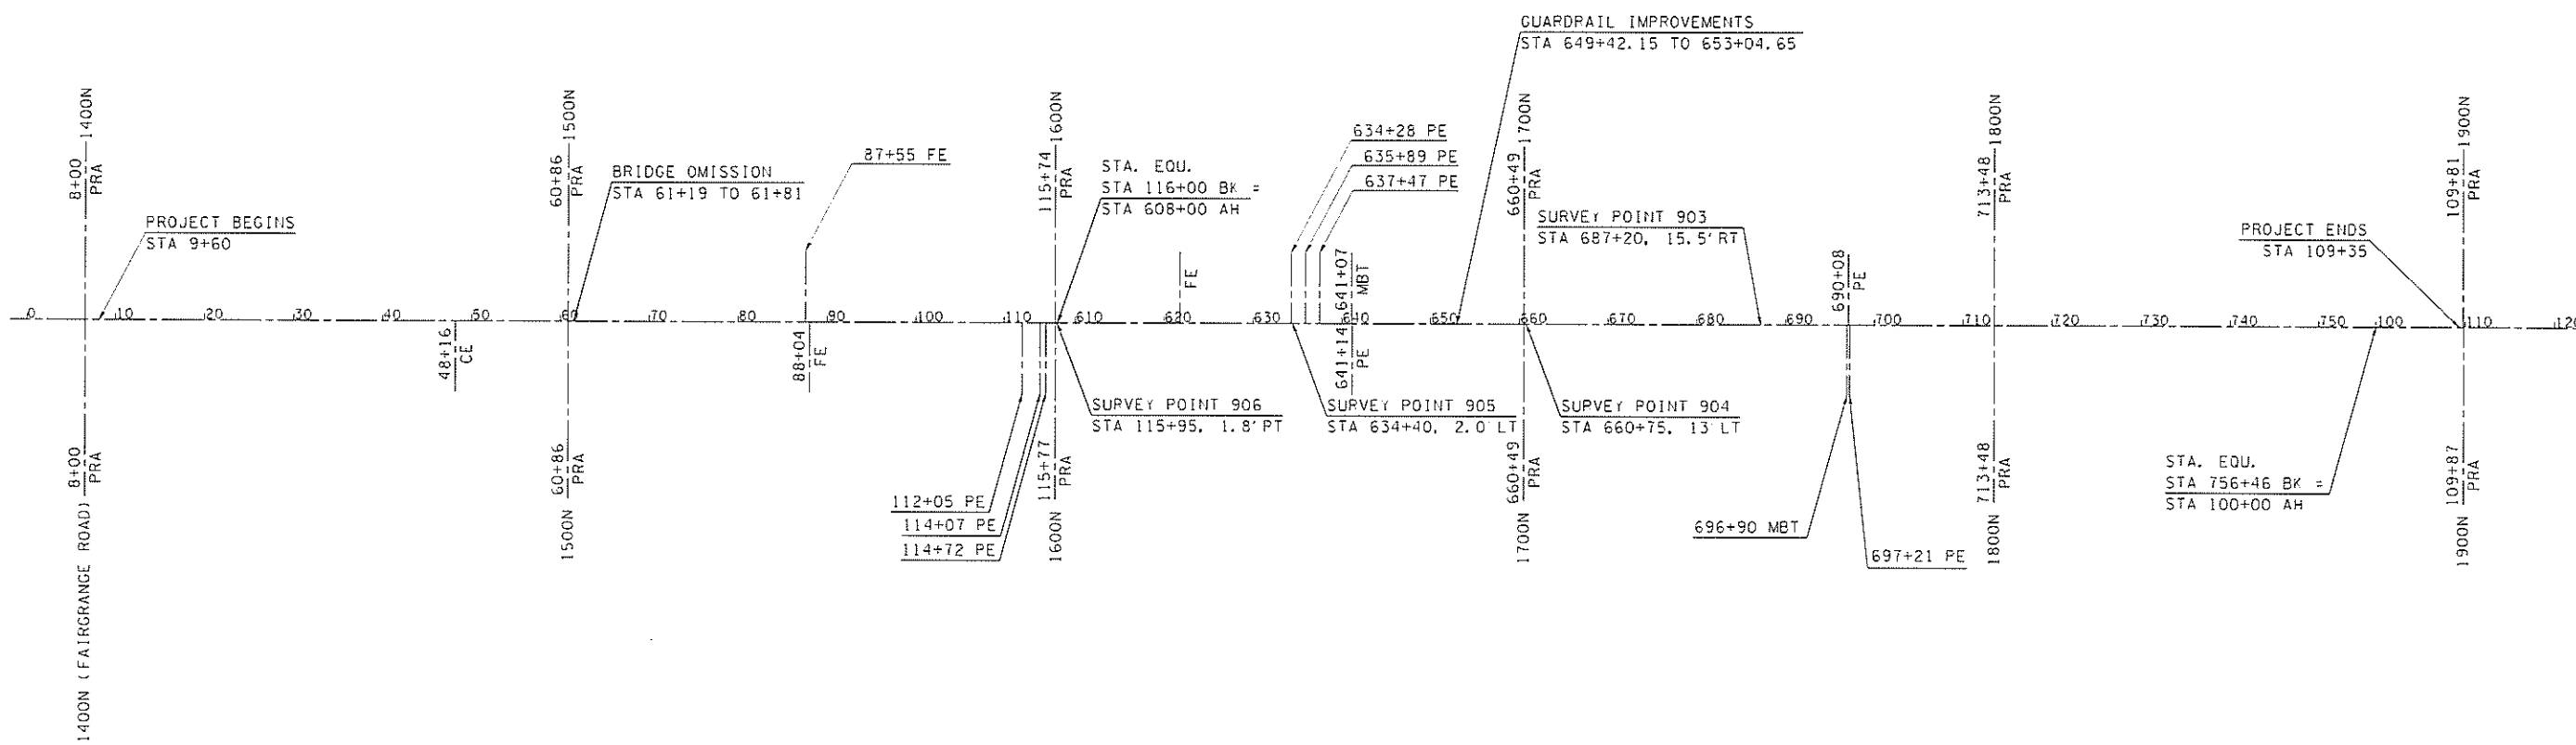 GUARDRAIL IMPROVEMENTS
STA 649+42.15 TO 653+04.65
1400N
8+00
PRA
1500N
60+86
PRA
1600N
115+74
PRA
1700N
660+49
PRA
1800N
713+48
PRA
1900N
109+81
PRA
PROJECT BEGINS
STA 9+60
BRIDGE OMISSION
STA 61+19 TO 61+81
87+55 FE
STA. EQU.
STA 116+00 BK =
STA 608+00 AH
634+28 PE
635+89 PE
637+47 PE
FE
641+07
MBT
SURVEY POINT 903
STA 687+20, 15.5' RT
690+08
PE
PROJECT ENDS
STA 109+35
0 10 20 30 40 50 60 70 80 90 100 110 610 620 630 640 650 660 670 680 690 700 710 720 730 740 750 100 110 120
48+16
CE
88+04
FE
641+14
PE
SURVEY POINT 906
STA 115+95, 1.8' PT
SURVEY POINT 905
STA 634+40, 2.0' LT
SURVEY POINT 904
STA 660+75, 13' LT
8+00
PRA
1400N (FAIRGRANGE ROAD)
60+86
PRA
1500N
112+05 PE
114+07 PE
114+72 PE
115+77
PRA
1600N
660+49
PRA
1700N
696+90 MBT
697+21 PE
713+48
PRA
1800N
STA. EQU.
STA 756+46 BK =
STA 100+00 AH
109+87
PRA
1900N